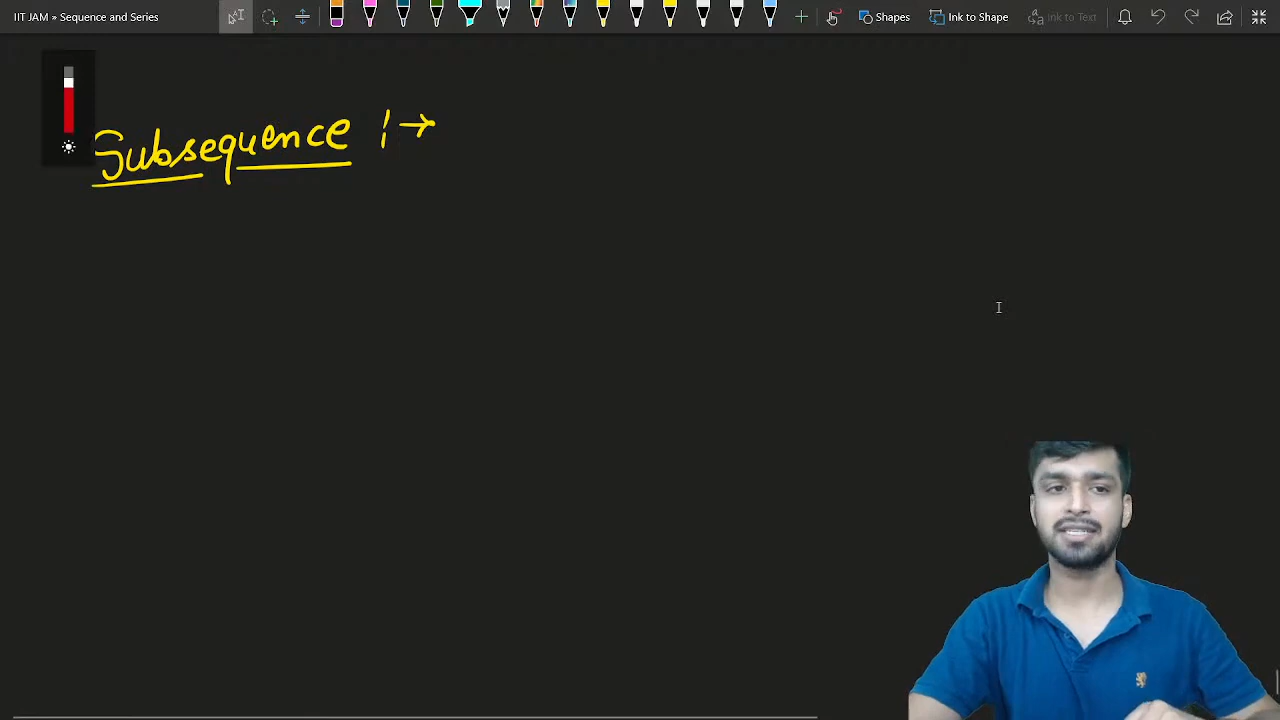 IIT JAM » Sequence and Series
Shapes
Ink to Shape
Ink to Text
Subsequence :→